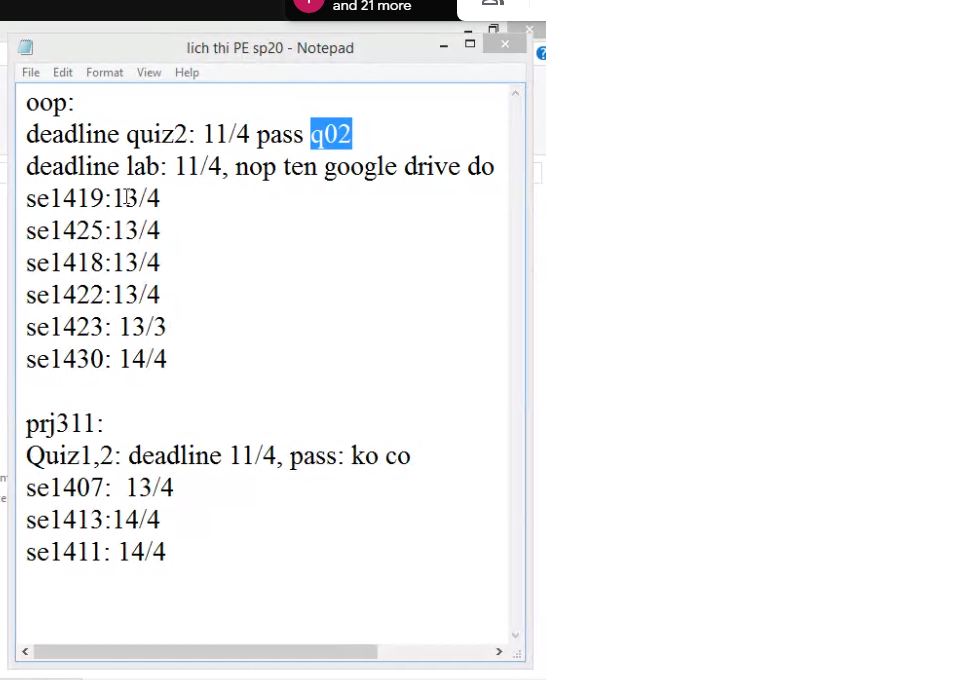 and 21 more
lich thi PE sp20 - Notepad
File Edit Format View Help
oop:
deadline quiz2: 11/4 pass q02
deadline lab: 11/4, nop ten google drive do
se1419:13/4
se1425:13/4
se1418:13/4
se1422:13/4
se1423: 13/3
se1430: 14/4
prj311:
Quiz1,2: deadline 11/4, pass: ko co
se1407:  13/4
se1413:14/4
se1411: 14/4